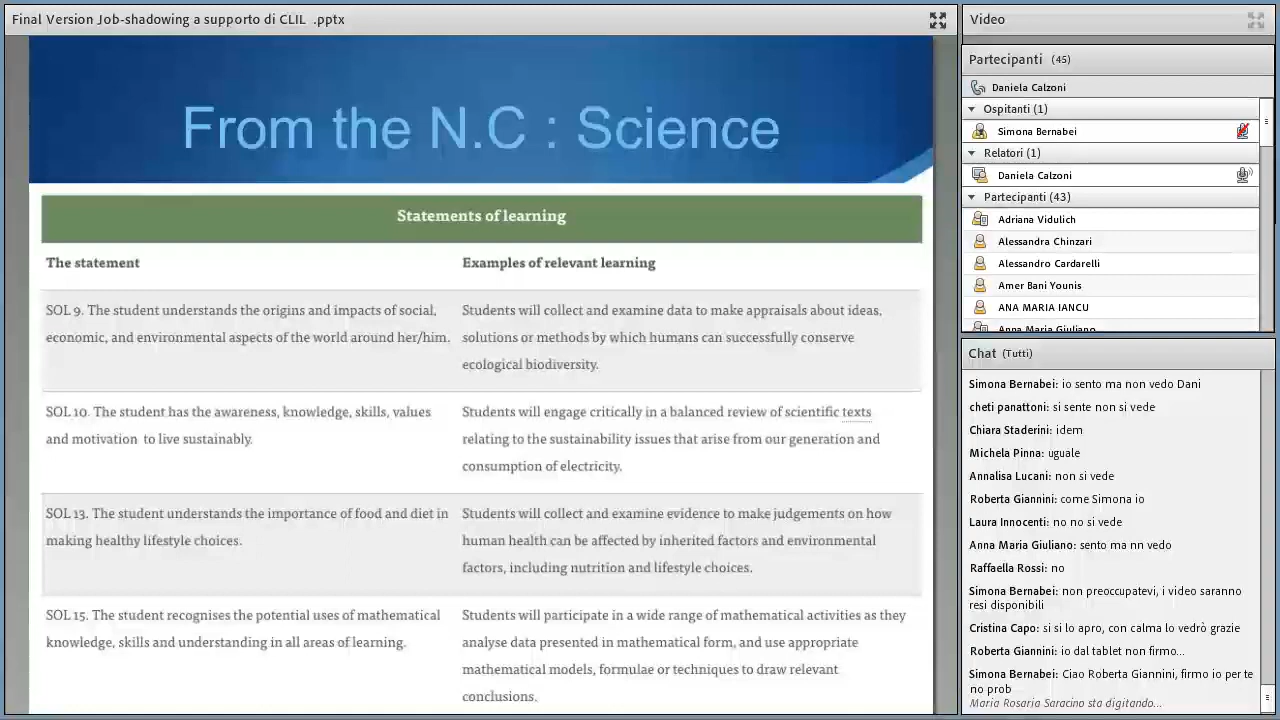 Final Version Job-shadowing a supporto di CLIL .pptx
From the N.C : Science
Statements of learning
The statement
Examples of relevant learning
SOL 9. The student understands the origins and impacts of social,
economic, and environmental aspects of the world around her/him.
Students will collect and examine data to make appraisals about ideas,
solutions or methods by which humans can successfully conserve
ecological biodiversity.
SOL 10. The student has the awareness, knowledge, skills, values
and motivation to live sustainably.
Students will engage critically in a balanced review of scientific texts
relating to the sustainability issues that arise from our generation and
consumption of electricity.
SOL 13. The student understands the importance of food and diet in
making healthy lifestyle choices.
Students will collect and examine evidence to make judgements on how
human health can be affected by inherited factors and environmental
factors, including nutrition and lifestyle choices.
SOL 15. The student recognises the potential uses of mathematical
knowledge, skills and understanding in all areas of learning.
Students will participate in a wide range of mathematical activities as they
analyse data presented in mathematical form, and use appropriate
mathematical models, formulae or techniques to draw relevant
conclusions.
Video
Partecipanti (45)
Daniela Calzoni
Ospitanti (1)
Simona Bernabei
Relatori (1)
Daniela Calzoni
Partecipanti (43)
Adriana Vidulich
Alessandra Chinzari
Alessandro Cardarelli
Amer Bani Younis
ANA MARIA IANCU
Anna Maria Giuliano
Chat (Tutti)
Simona Bernabei: io sento ma non vedo Dani
cheti panattoni: si sente non si vede
Chiara Staderini: idem
Michela Pinna: uguale
Annalisa Lucani: non si vede
Roberta Giannini: come Simona io
Laura Innocenti: no no si vede
Anna Maria Giuliano: sento ma nn vedo
Raffaella Rossi: no
Simona Bernabei: non preoccupatevi, i video saranno
resi disponibili
Cristina Capo: si si lo apro, con calma lo vedrò grazie
Roberta Giannini: io dal tablet non firmo...
Simona Bernabei: Ciao Roberta Giannini, firmo io per te
no prob
Maria Rosaria Saracino sta digitando...